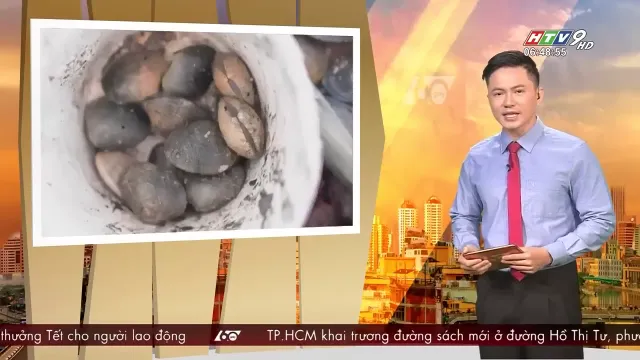 HTV9 HD
06:48:55
thưởng Tết cho người lao động 60 TP.HCM khai trương đường sách mới ở đường Hồ Thị Tư, phư